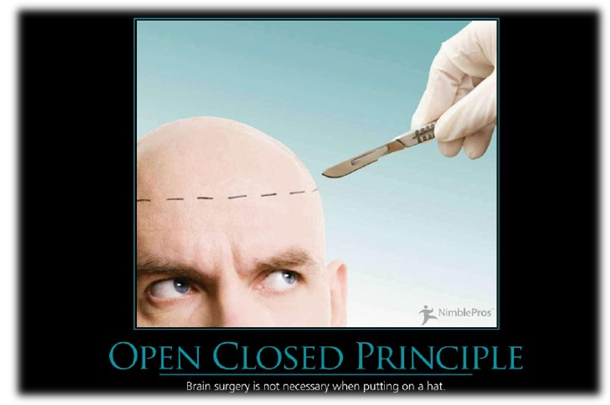 NimblePros
OPEN CLOSED PRINCIPLE
Brain surgery is not necessary when putting on a hat.